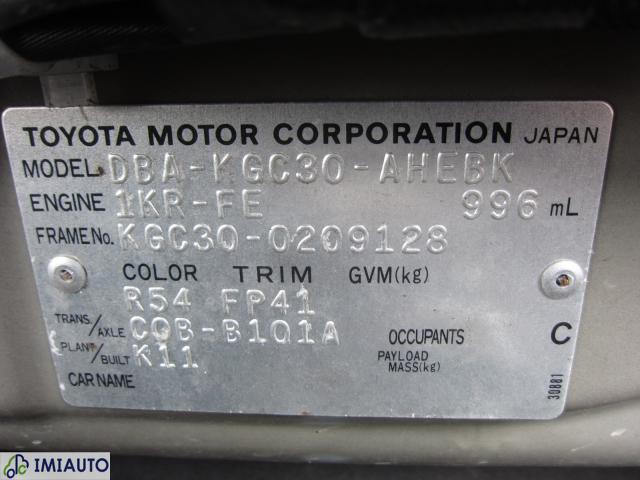 TOYOTA MOTOR CORPORATION JAPAN
MODEL DBA-KGC30-AHEBK
ENGINE 1KR-FE 996 mL
FRAME No. KGC30-0209128
COLOR TRIM GVM(kg)
R54 FP41
TRANS./AXLE C0B-B101A OCCUPANTS C
PLANT/BUILT K11 PAYLOAD MASS(kg)
CAR NAME
30881
IMIAUTO